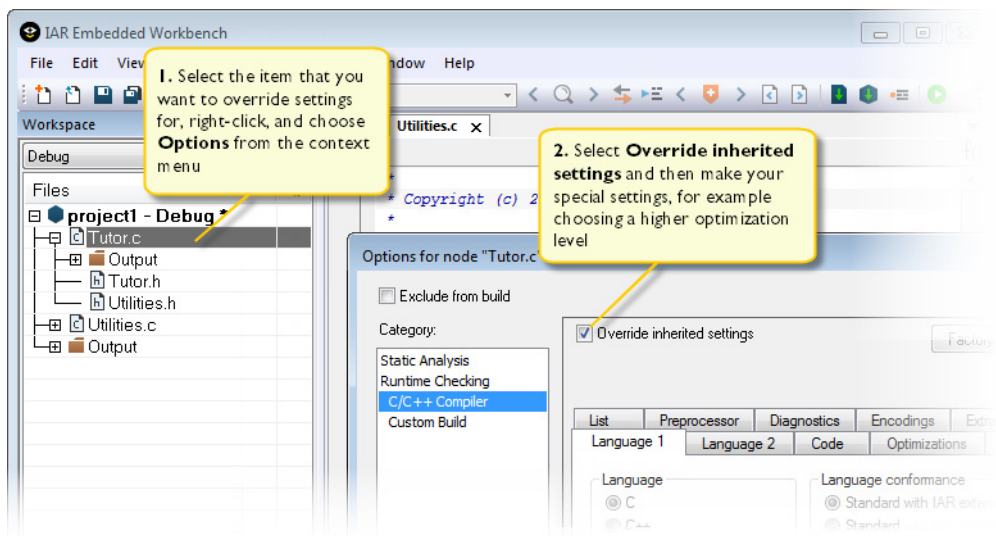 IAR Embedded Workbench
File Edit View
ndow Help
1. Select the item that you
want to override settings
for, right-click, and choose
Options from the context
menu
Workspace
Utilities.c x
Debug
2. Select Override inherited
settings and then make your
special settings, for example
choosing a higher optimization
level
Files
*
* Copyright (c) 2
*
project1 - Debug *
Tutor.c
Output
Tutor.h
Utilities.h
Utilities.c
Output
Options for node "Tutor.c"
Exclude from build
Category:
Override inherited settings
Factory
Static Analysis
Runtime Checking
C/C++ Compiler
Custom Build
List Preprocessor Diagnostics Encodings Extra
Language 1 Language 2 Code Optimizations
Language
Language conformance
C
Standard with IAR exten
C++
Standard